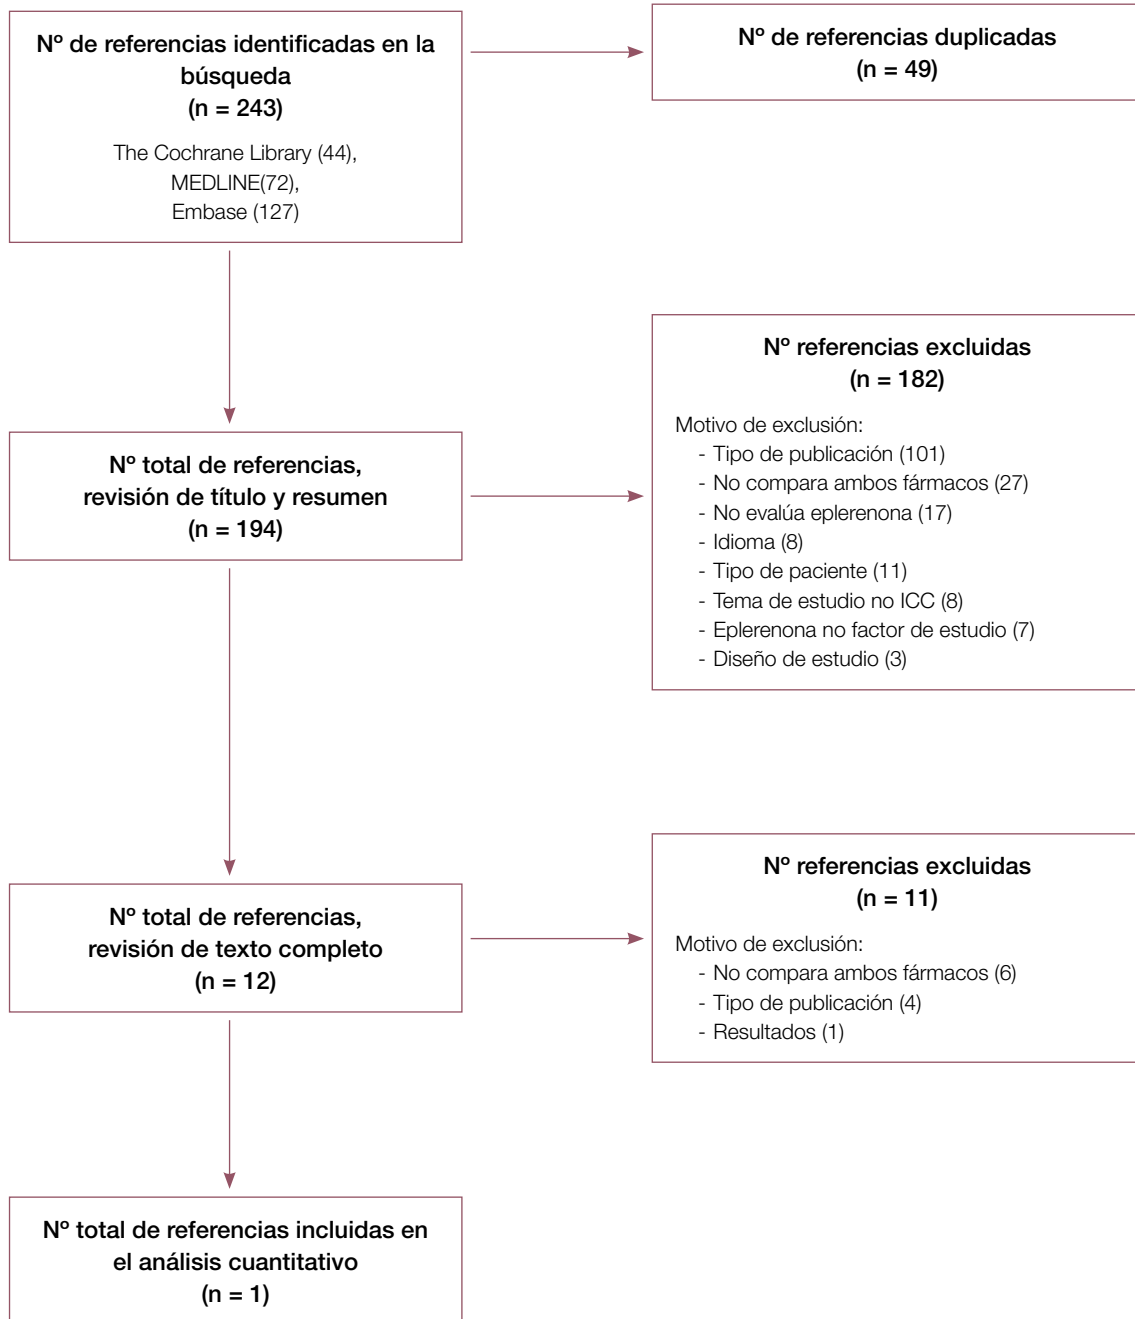 Nº de referencias identificadas en la
búsqueda
(n = 243)
The Cochrane Library (44),
MEDLINE(72),
Embase (127)
Nº de referencias duplicadas
(n = 49)
Nº total de referencias,
revisión de título y resumen
(n = 194)
Nº referencias excluidas
(n = 182)
Motivo de exclusión:
- Tipo de publicación (101)
- No compara ambos fármacos (27)
- No evalúa eplerenona (17)
- Idioma (8)
- Tipo de paciente (11)
- Tema de estudio no ICC (8)
- Eplerenona no factor de estudio (7)
- Diseño de estudio (3)
Nº total de referencias,
revisión de texto completo
(n = 12)
Nº referencias excluidas
(n = 11)
Motivo de exclusión:
- No compara ambos fármacos (6)
- Tipo de publicación (4)
- Resultados (1)
Nº total de referencias incluidas en
el análisis cuantitativo
(n = 1)